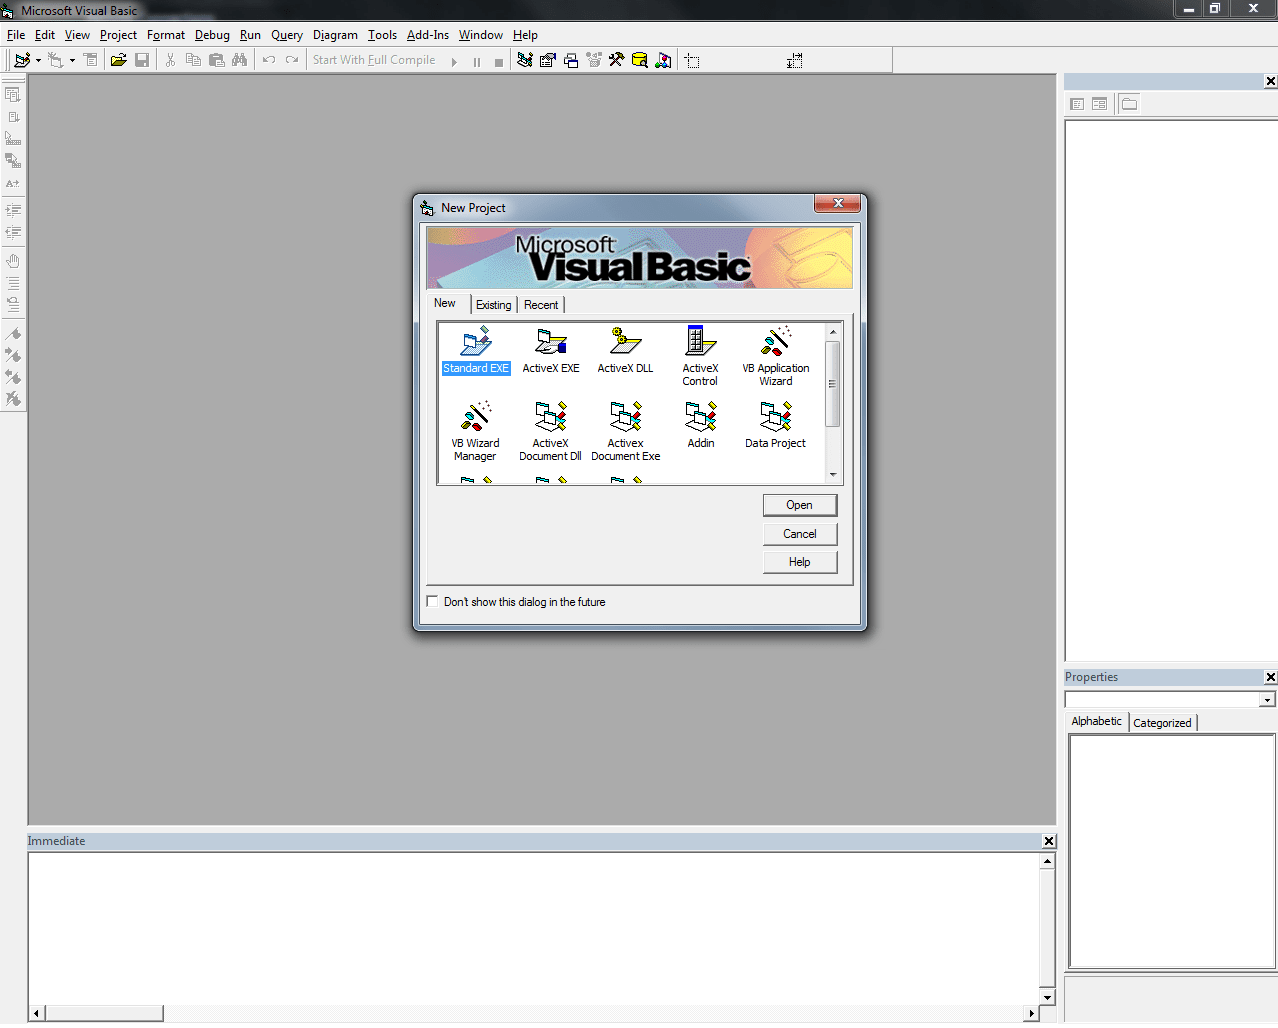 Microsoft Visual Basic
File Edit View Project Format Debug Run Query Diagram Tools Add-Ins Window Help
Start With Full Compile
New Project
Microsoft
Visual Basic
New Existing Recent
Standard EXE ActiveX EXE ActiveX DLL ActiveX Control VB Application Wizard
VB Wizard Manager ActiveX Document Dll Activex Document Exe Addin Data Project
Open
Cancel
Help
Don't show this dialog in the future
Properties
Alphabetic Categorized
Immediate